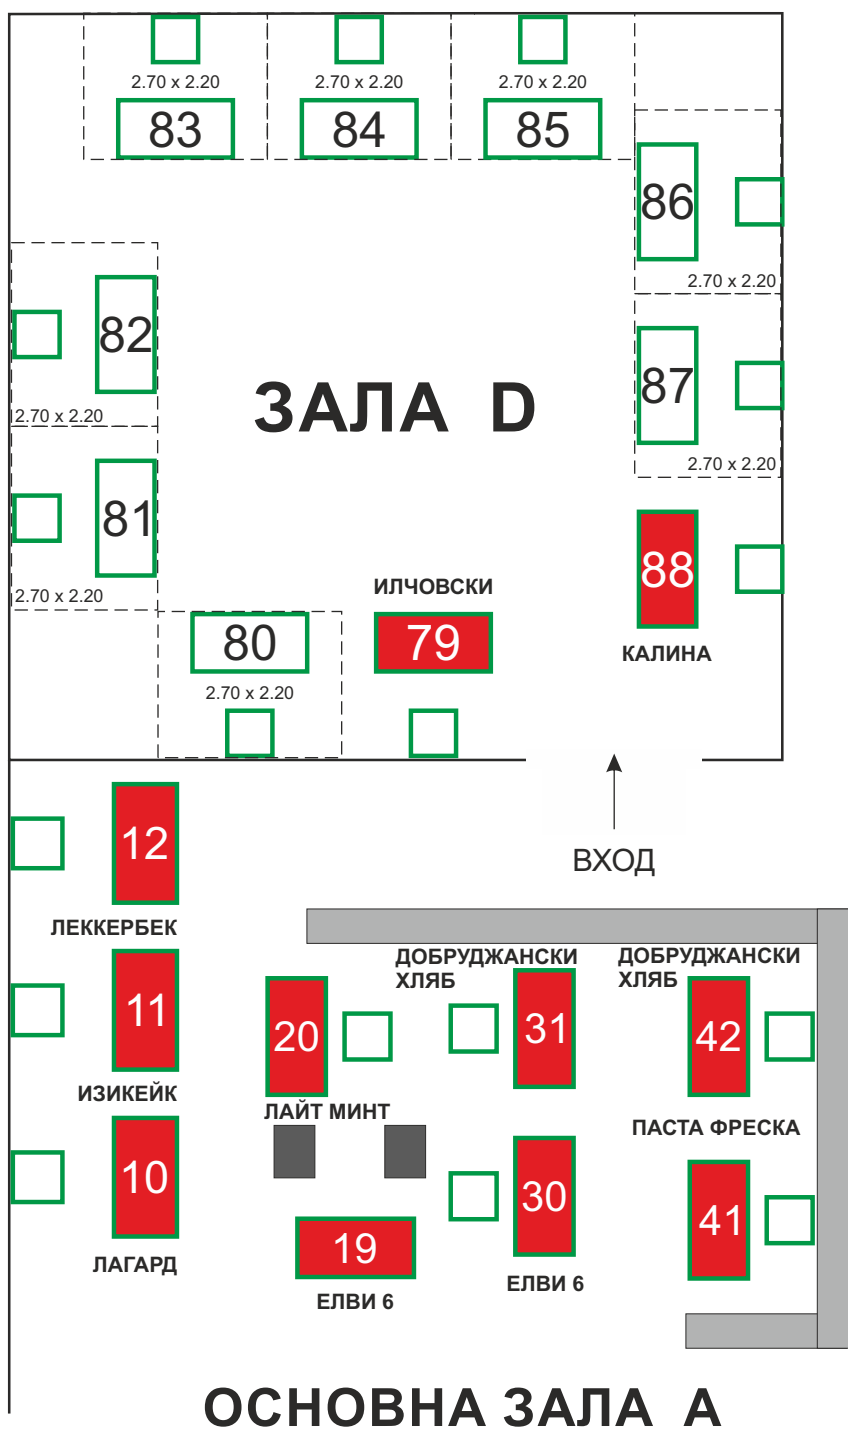 2.70 x 2.20
2.70 x 2.20
2.70 x 2.20
83
84
85
86
2.70 x 2.20
82
2.70 x 2.20
87
2.70 x 2.20
ЗАЛА D
81
2.70 x 2.20
88
КАЛИНА
ИЛЧОВСКИ
79
80
2.70 x 2.20
ВХОД
12
ЛЕККЕРБЕК
11
ИЗИКЕЙК
10
ЛАГАРД
20
ЛАЙТ МИНТ
19
ЕЛВИ 6
ДОБРУДЖАНСКИ
ХЛЯБ
31
30
ЕЛВИ 6
ДОБРУДЖАНСКИ
ХЛЯБ
42
ПАСТА ФРЕСКА
41
ОСНОВНА ЗАЛА A